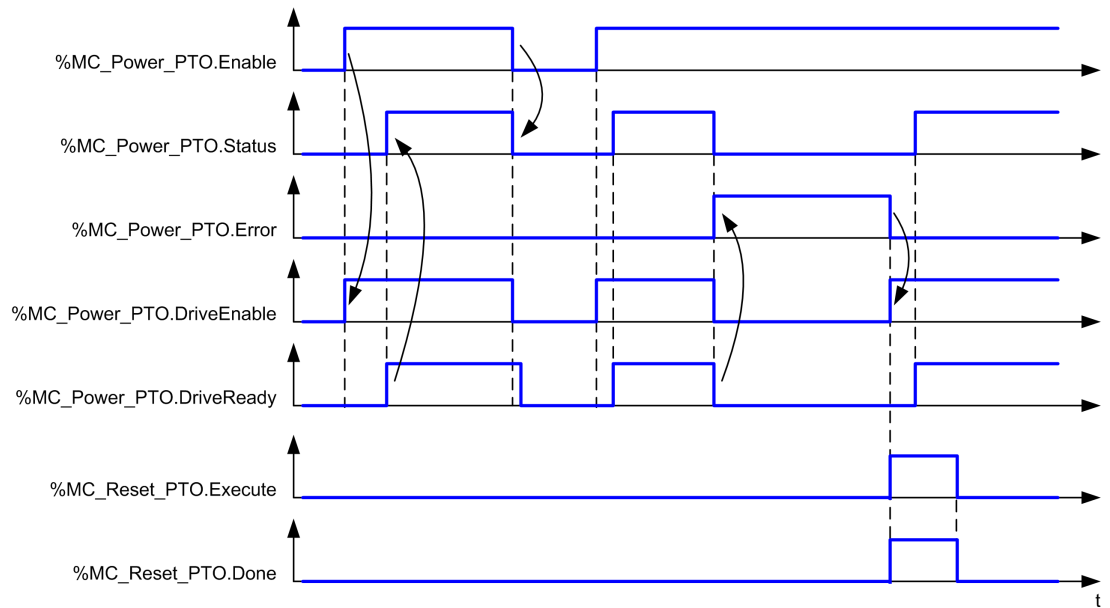 %MC_Power_PTO.Enable
%MC_Power_PTO.Status
%MC_Power_PTO.Error
%MC_Power_PTO.DriveEnable
%MC_Power_PTO.DriveReady
%MC_Reset_PTO.Execute
%MC_Reset_PTO.Done
t